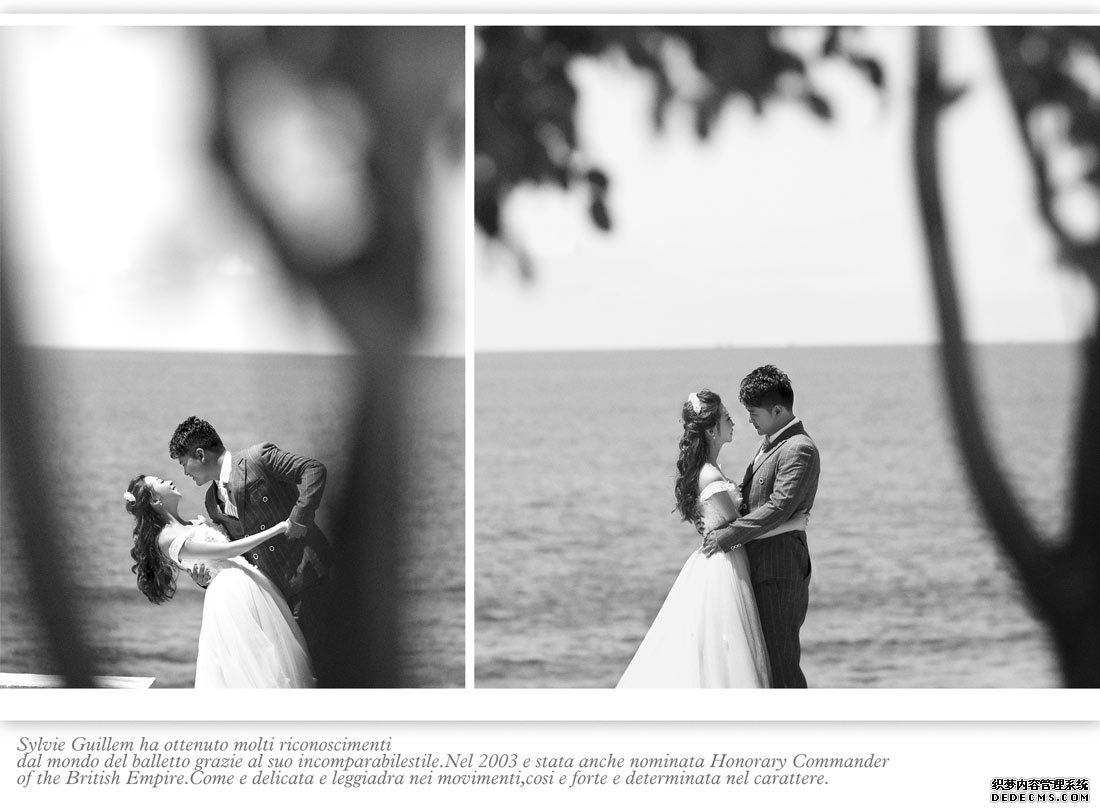 Sylvie Guillem ha ottenuto molti riconoscimenti
dal mondo del balletto grazie al suo incomparabilestile.Nel 2003 e stata anche nominata Honorary Commander
of the British Empire.Come e delicata e leggiadra nei movimenti,cosi e forte e determinata nel carattere.
织梦内容管理系统
DEDECMS.COM